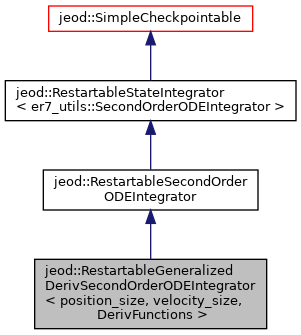 jeod::SimpleCheckpointable
jeod::RestartableStateIntegrator
< er7_utils::SecondOrderODEIntegrator >
jeod::RestartableSecondOrder
ODEIntegrator
jeod::RestartableGeneralized
DerivSecondOrderODEIntegrator
< position_size, velocity_size,
DerivFunctions >